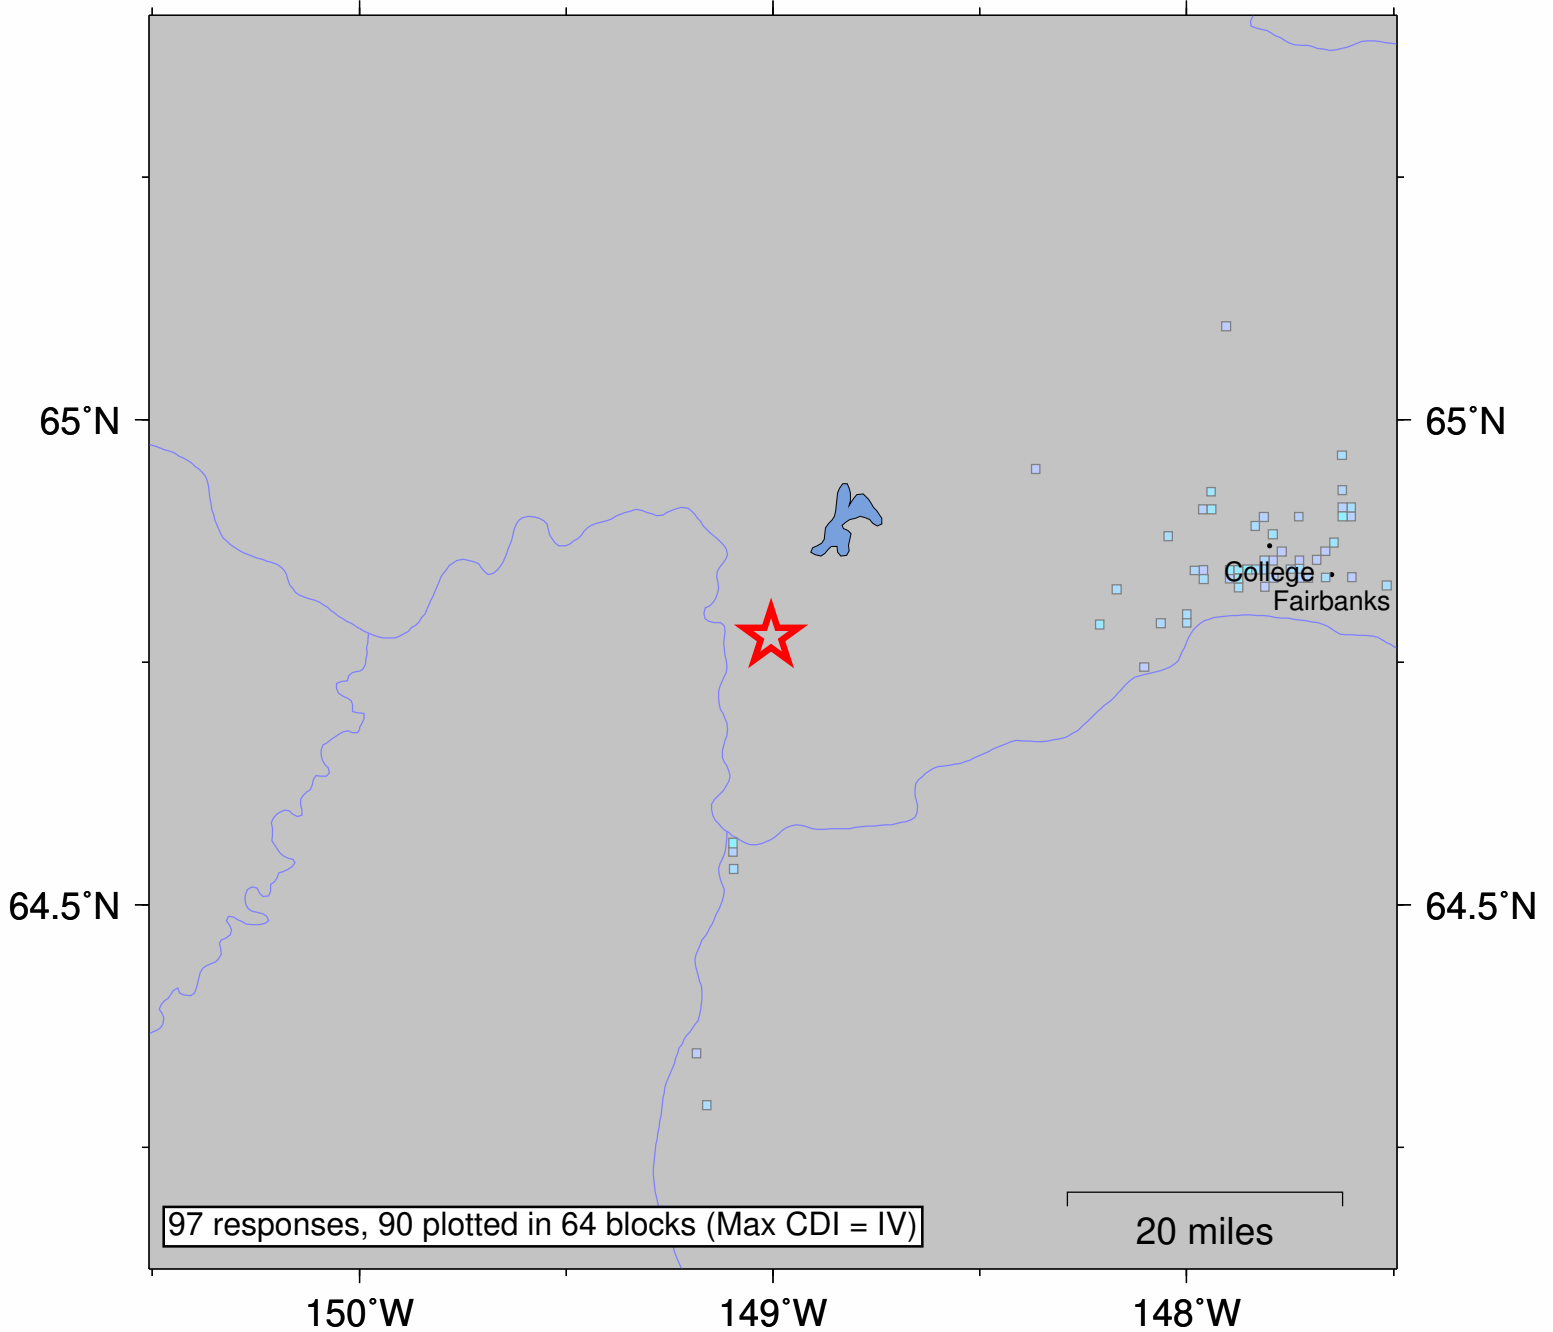 65˚N
65˚N
College
Fairbanks
64.5˚N
64.5˚N
97 responses, 90 plotted in 64 blocks (Max CDI = IV)
20 miles
150˚W
149˚W
148˚W